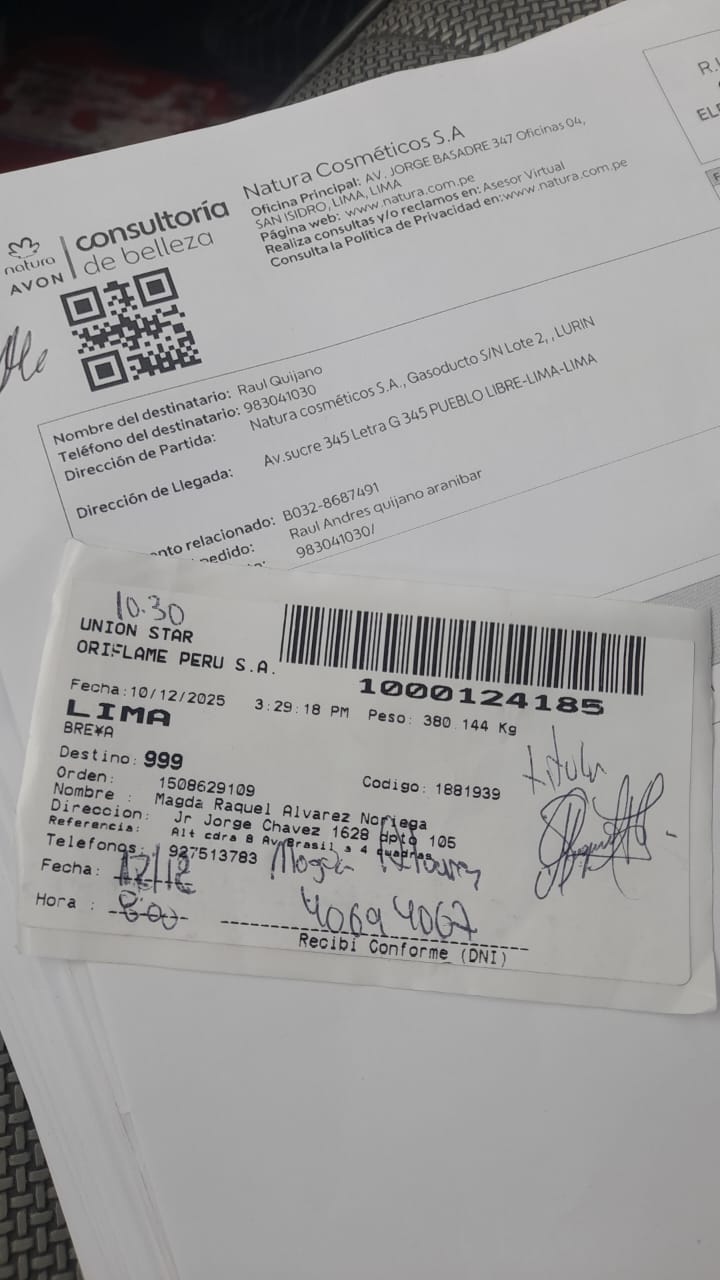 natura
AVON
consultoría
de belleza
Natura Cosméticos S.A
Oficina Principal: AV. JORGE BASADRE 347 Oficinas 04,
SAN ISIDRO, LIMA, LIMA
Página web: www.natura.com.pe
Realiza consultas y/o reclamos en: Asesor Virtual
Consulta la Política de Privacidad en:www.natura.com.pe
Nombre del destinatario: Raul Quijano
Teléfono del destinatario: 983041030
Dirección de Partida: Natura cosméticos S.A., Gasoducto S/N Lote 2, , LURIN
Dirección de Llegada: Av.sucre 345 Letra G 345 PUEBLO LIBRE-LIMA-LIMA
nto relacionado: B032-8687491
pedido: Raul Andres quijano aranibar
983041030/
10.30
UNION STAR
ORIFLAME PERU S.A.
1000124185
Fecha:10/12/2025 3:29:18 PM Peso: 380.144 Kg
LIMA
BRE¥A
Destino: 999
Orden: 1508629109 Codigo: 1881939
Nombre : Magda Raquel Alvarez Noriega
Direccion: Jr Jorge Chavez 1628 dpto 105
Referencia: Alt cdra 8 Av Brasil a 4 quadras
Telefonos: 927513783
Fecha: 12/12
Hora : 8:00
titular
40694067
Recibi Conforme (DNI)